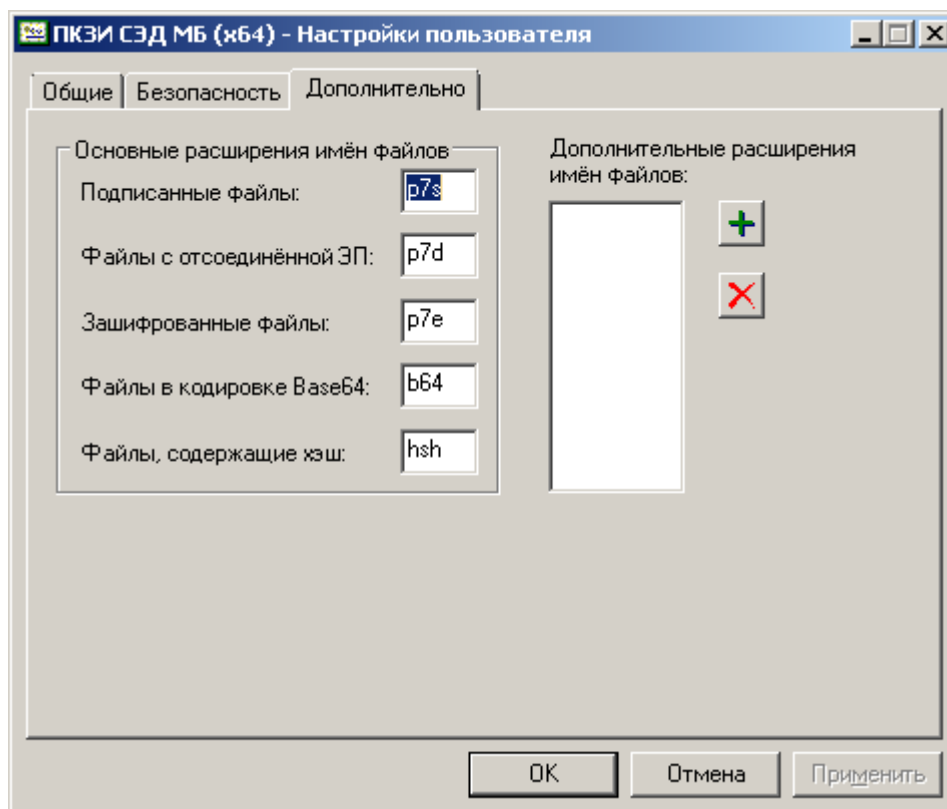 ПКЗИ СЭД МБ (x64) - Настройки пользователя
Общие
Безопасность
Дополнительно
Основные расширения имён файлов
Подписанные файлы:
p7s
Файлы с отсоединённой ЭП:
p7d
Зашифрованные файлы:
p7e
Файлы в кодировке Base64:
b64
Файлы, содержащие хэш:
hsh
Дополнительные расширения
имён файлов:
OK
Отмена
Применить